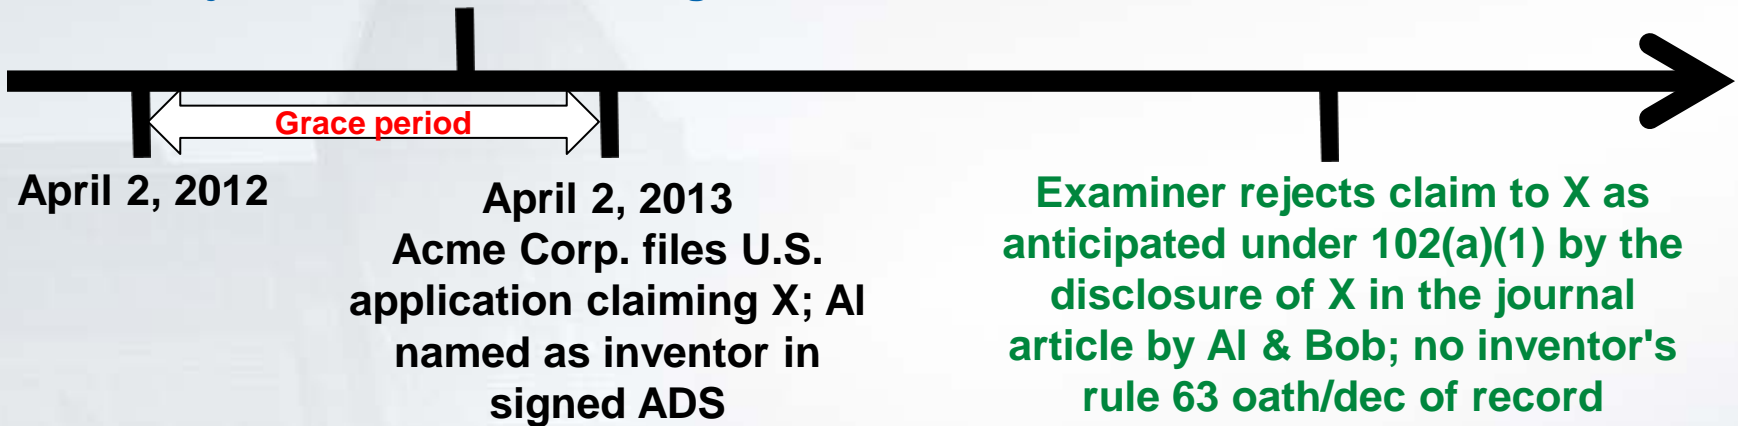 Grace period
April 2, 2012
April 2, 2013
Acme Corp. files U.S.
application claiming X; Al
named as inventor in
signed ADS
Examiner rejects claim to X as
anticipated under 102(a)(1) by the
disclosure of X in the journal
article by Al & Bob; no inventor's
rule 63 oath/dec of record